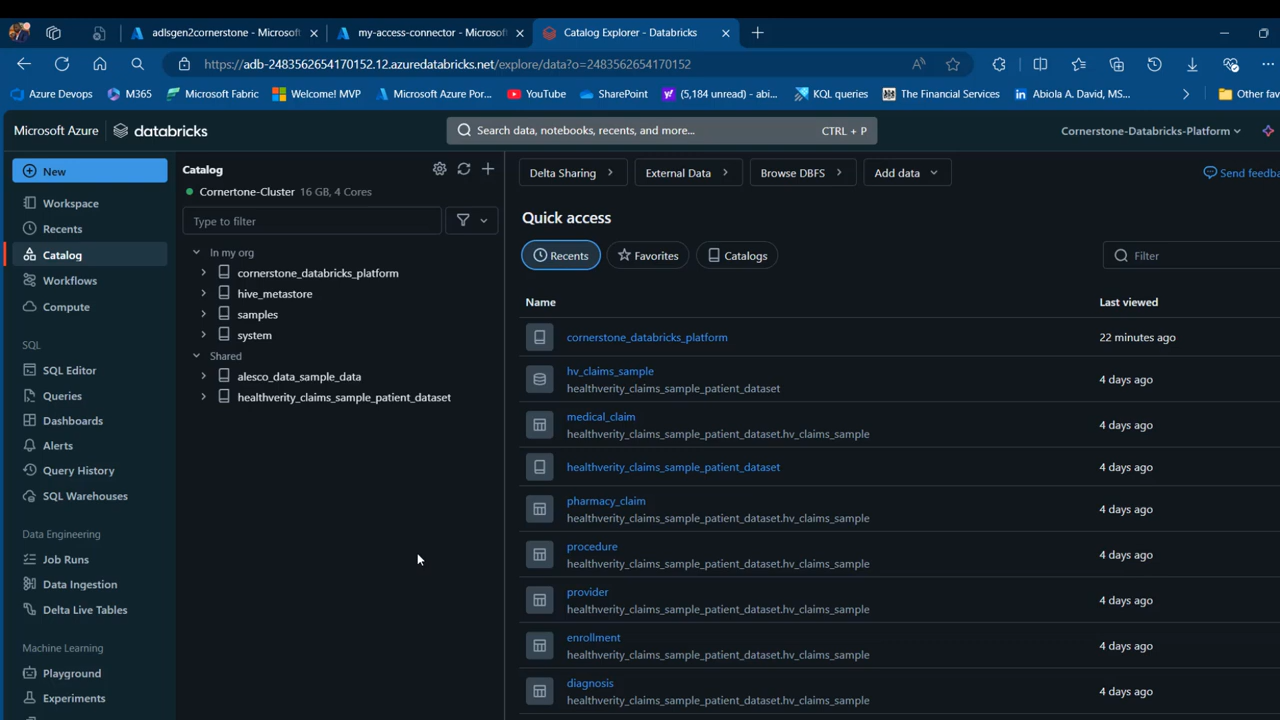 adlsgen2cornerstone - Microsoft
my-access-connector - Microsof
Catalog Explorer - Databricks
https://adb-2483562654170152.12.azuredatabricks.net/explore/data?o=2483562654170152
Azure Devops
M365
Microsoft Fabric
Welcome! MVP
Microsoft Azure Por...
YouTube
SharePoint
(5,184 unread) - abi...
KQL queries
The Financial Services
Abiola A. David, MS...
Other fav
Microsoft Azure
databricks
Search data, notebooks, recents, and more...
CTRL + P
Cornerstone-Databricks-Platform
New
Workspace
Recents
Catalog
Workflows
Compute
SQL
SQL Editor
Queries
Dashboards
Alerts
Query History
SQL Warehouses
Data Engineering
Job Runs
Data Ingestion
Delta Live Tables
Machine Learning
Playground
Experiments
Catalog
Cornertone-Cluster 16 GB, 4 Cores
Type to filter
In my org
cornerstone_databricks_platform
hive_metastore
samples
system
Shared
alesco_data_sample_data
healthverity_claims_sample_patient_dataset
Delta Sharing
External Data
Browse DBFS
Add data
Send feedba
Quick access
Recents
Favorites
Catalogs
Filter
Name
Last viewed
cornerstone_databricks_platform
22 minutes ago
hv_claims_sample
healthverity_claims_sample_patient_dataset
4 days ago
medical_claim
healthverity_claims_sample_patient_dataset.hv_claims_sample
4 days ago
healthverity_claims_sample_patient_dataset
4 days ago
pharmacy_claim
healthverity_claims_sample_patient_dataset.hv_claims_sample
4 days ago
procedure
healthverity_claims_sample_patient_dataset.hv_claims_sample
4 days ago
provider
healthverity_claims_sample_patient_dataset.hv_claims_sample
4 days ago
enrollment
healthverity_claims_sample_patient_dataset.hv_claims_sample
4 days ago
diagnosis
healthverity_claims_sample_patient_dataset.hv_claims_sample
4 days ago